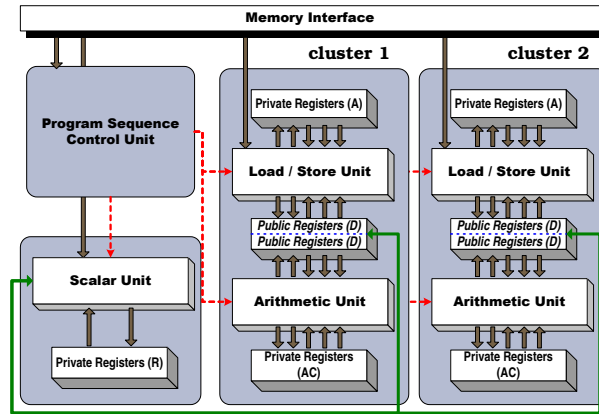 Memory Interface
cluster 1
cluster 2
Program Sequence
Control Unit
Private Registers (A)
Private Registers (A)
Load / Store Unit
Load / Store Unit
Public Registers (D)
Public Registers (D)
Public Registers (D)
Public Registers (D)
Scalar Unit
Arithmetic Unit
Arithmetic Unit
Private Registers (R)
Private Registers
(AC)
Private Registers
(AC)